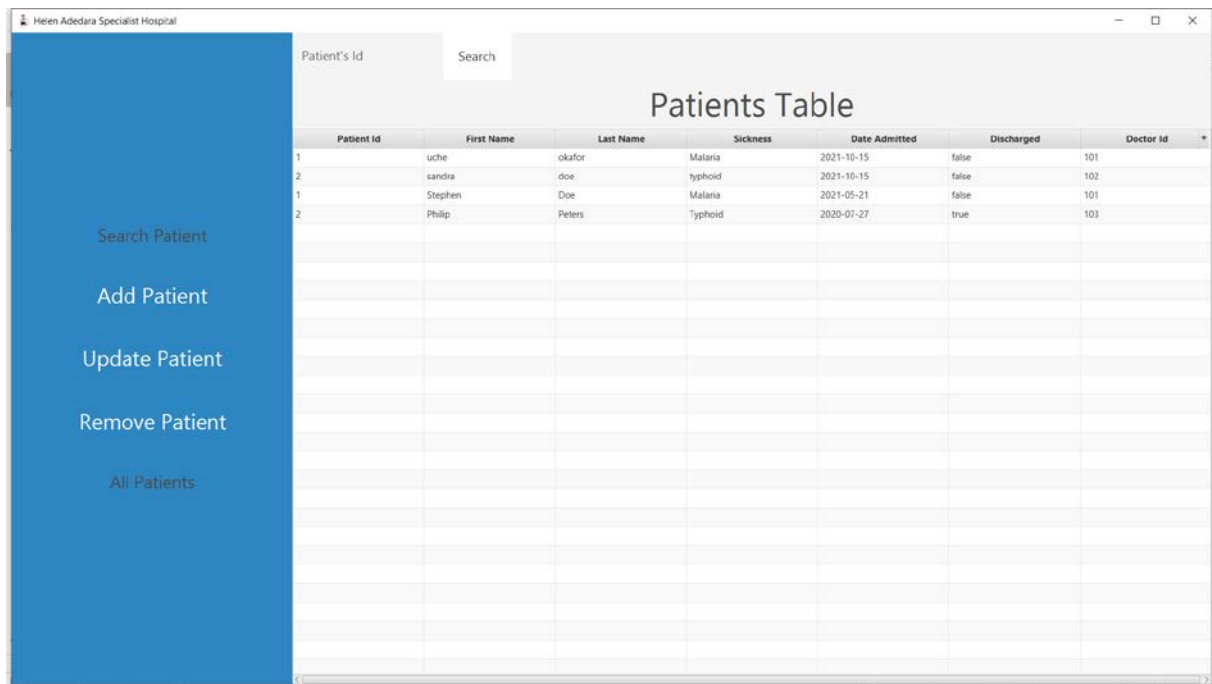 Helen Adedara Specialist Hospital
Patient's Id Search
Patients Table
Patient Id First Name Last Name Sickness Date Admitted Discharged Doctor Id +
1 uche okafor Malaria 2021-10-15 false 101
2 sandra doe typhoid 2021-10-15 false 102
1 Stephen Doe Malaria 2021-05-21 false 101
2 Philip Peters Typhoid 2020-07-27 true 103
Search Patient
Add Patient
Update Patient
Remove Patient
All Patients